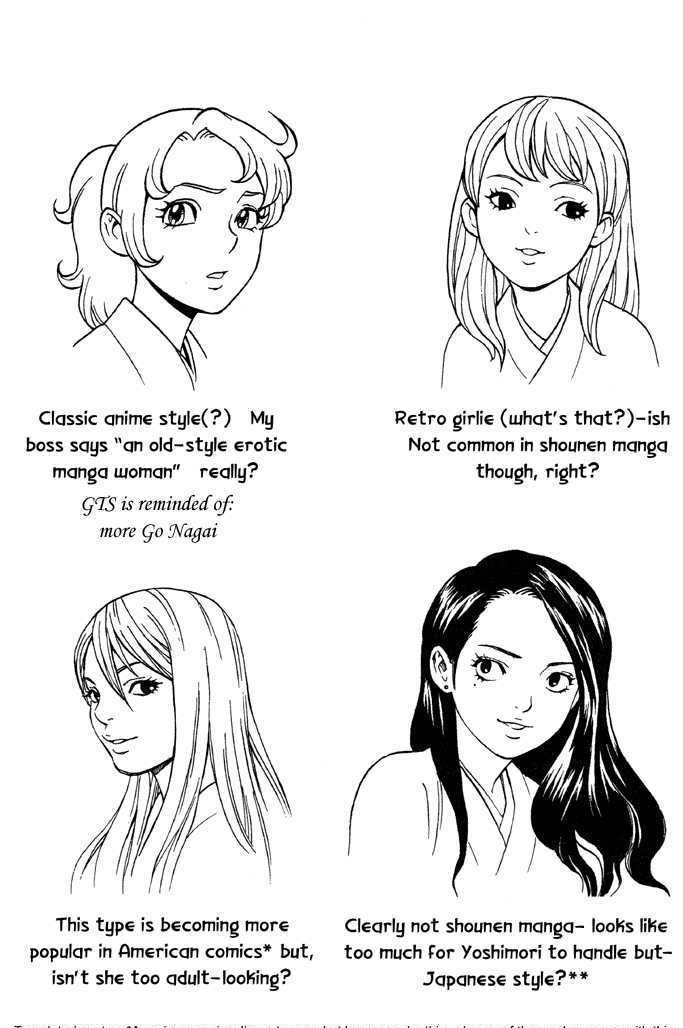 Classic anime style(?) My
boss says "an old-style erotic
manga woman" really?
GTS is reminded of:
more Go Nagai
Retro girlie (what's that?)-ish
Not common in shounen manga
though, right?
This type is becoming more
popular in American comics* but,
isn't she too adult-looking?
Clearly not shounen manga- looks like
too much for Yoshimori to handle but-
Japanese style?**